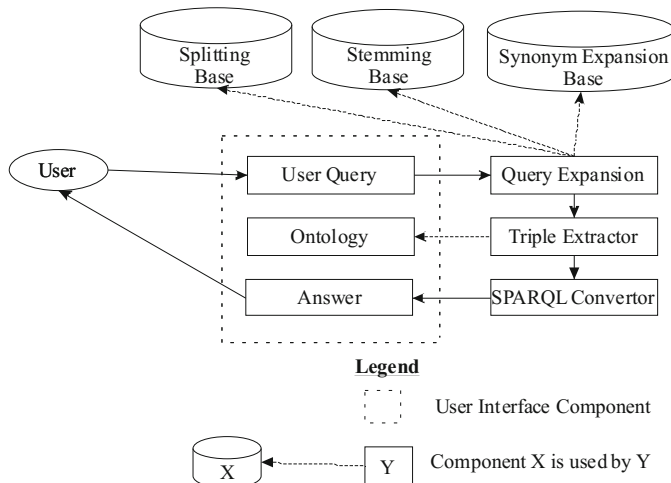 Splitting
Base
Stemming
Base
Synonym Expansion
Base
User
User Query
Query Expansion
Ontology
Triple Extractor
Answer
SPARQL Convertor
Legend
User Interface Component
X
Y
Component X is used by Y